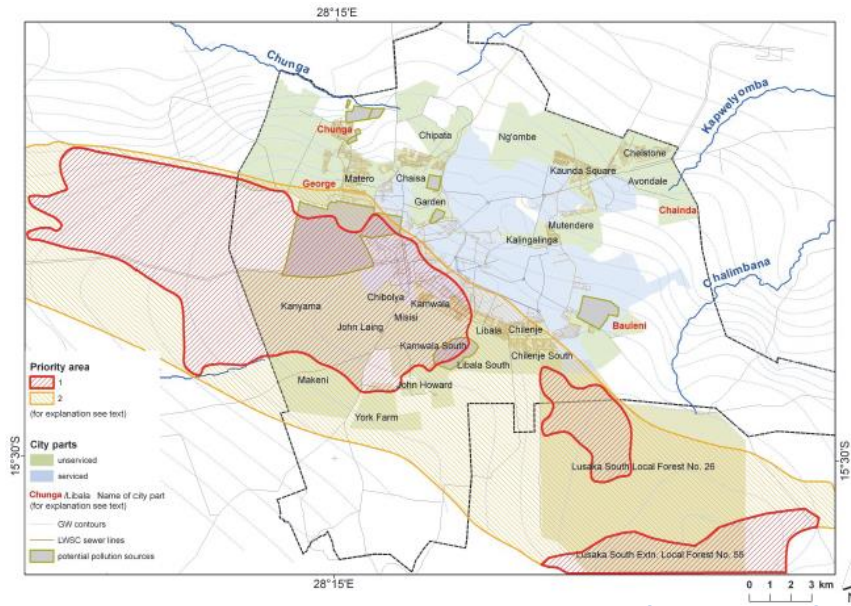 28°15'E
Chunga
Kapwelyomba
Chunga
Chipata
Ng'ombe
Chelstone
Kaunda Square
Avondale
George
Matero
Chaisa
Garden
Chainda
Mutendere
Kalingalinga
Chalimbana
Kanyama
Chibolya
Kamwala
Misisi
John Laing
Libala
Chilenje
Bauleni
Kamwala South
Chilenje South
Libala South
Makeni
John Howard
York Farm
Priority area
1
2
(for explanation see text)
City parts
unserviced
serviced
Chunga /Libala Name of city part
(for explanation see text)
GW contours
LWSC sewer lines
potential pollution sources
15°30'S
15°30'S
Lusaka South Local Forest No. 26
Lusaka South Extn. Local Forest No. 55
28°15'E
0 1 2 3 km